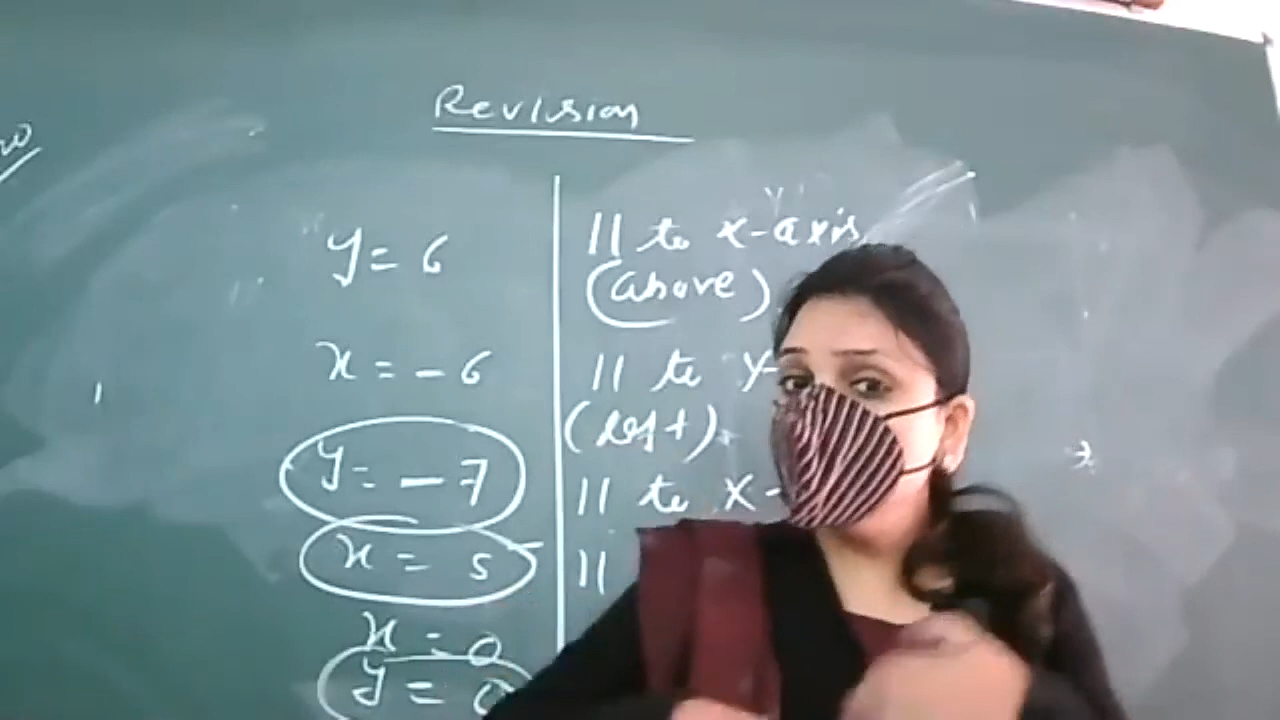 Revision
y = 6
|| to x-axis
(above)
x = -6
|| to y-
(left)
y = -7
|| to x-
x = 5
||
x = 0
y = 0